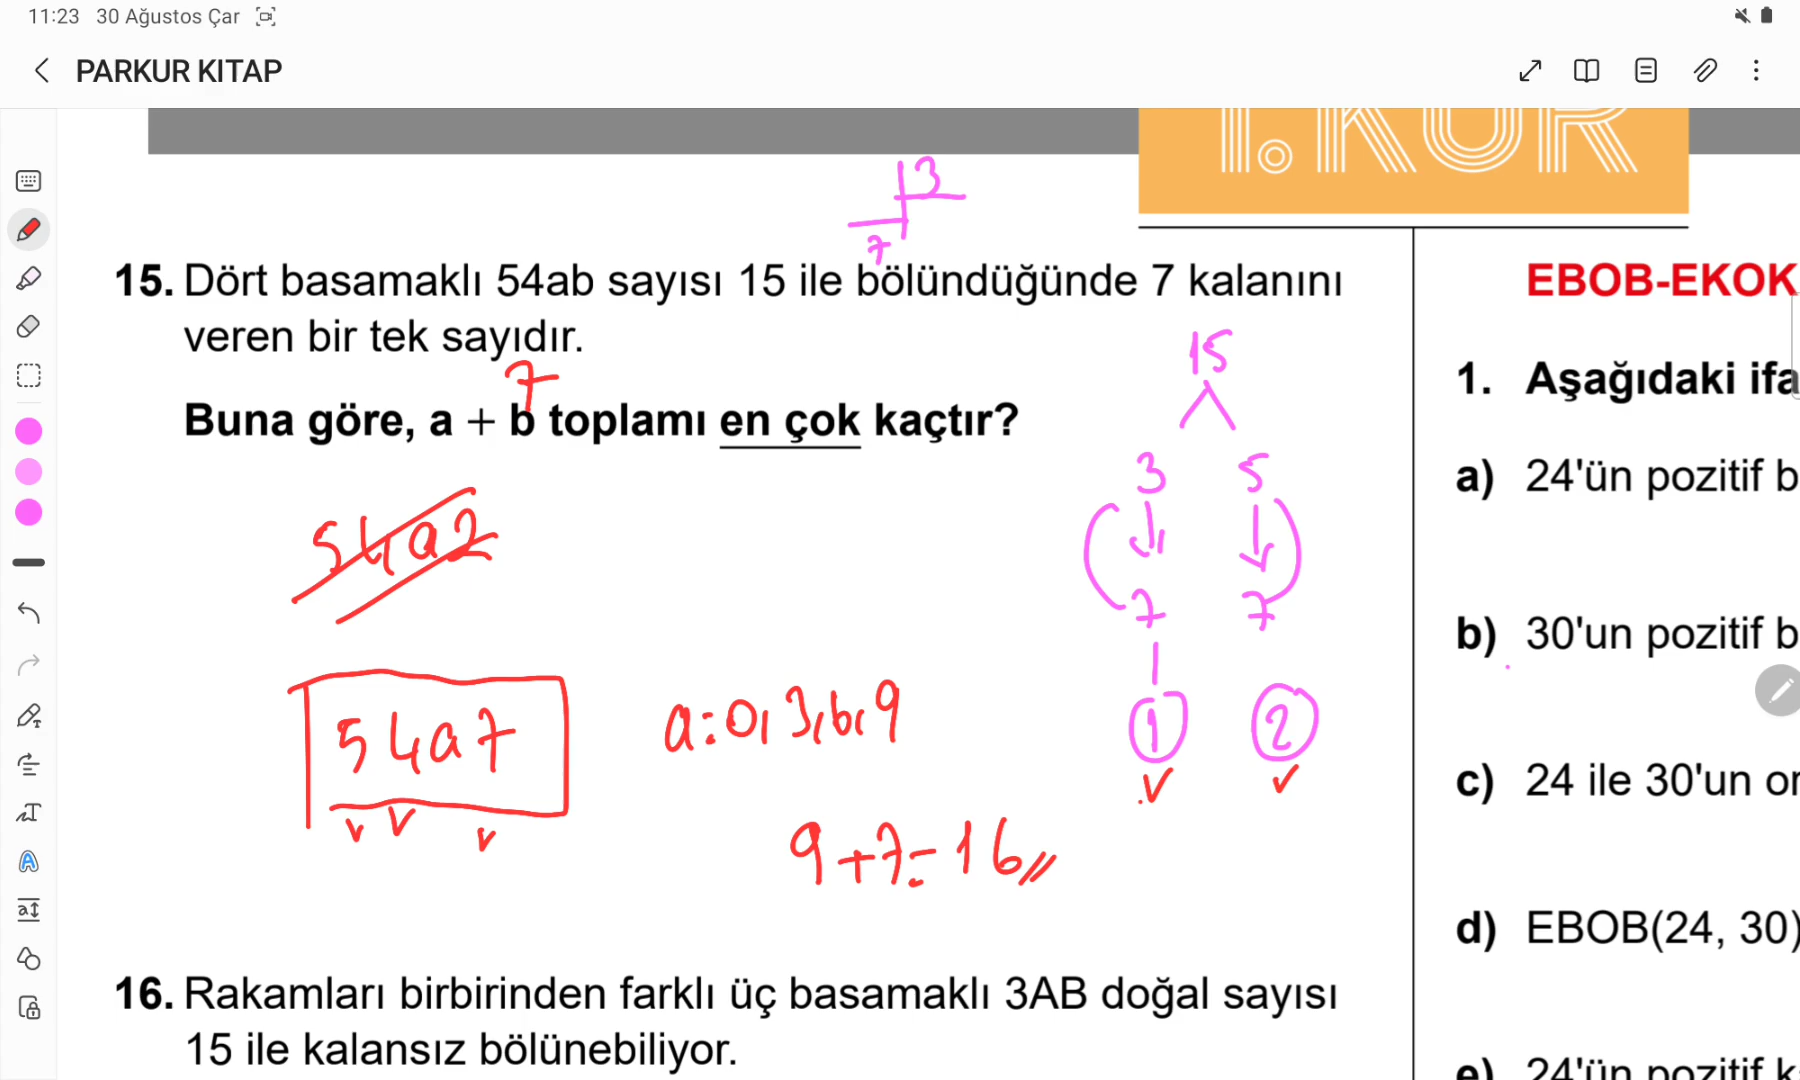 11:23 30 Ağustos Çar
PARKUR KITAP
1.KUR
3
7
15. Dört basamaklı 54ab sayısı 15 ile bölündüğünde 7 kalanını
veren bir tek sayıdır.
7
Buna göre, a + b toplamı en çok kaçtır?
15
3 5
7 7
1 2
54a2
54a7
a:0,3,6,9
9+7=16
16. Rakamları birbirinden farklı üç basamaklı 3AB doğal sayısı
15 ile kalansız bölünebiliyor.
EBOB-EKOK
1. Aşağıdaki ifa
a) 24'ün pozitif b
b) 30'un pozitif b
c) 24 ile 30'un or
d) EBOB(24, 30)
e) 24'ün pozitif k